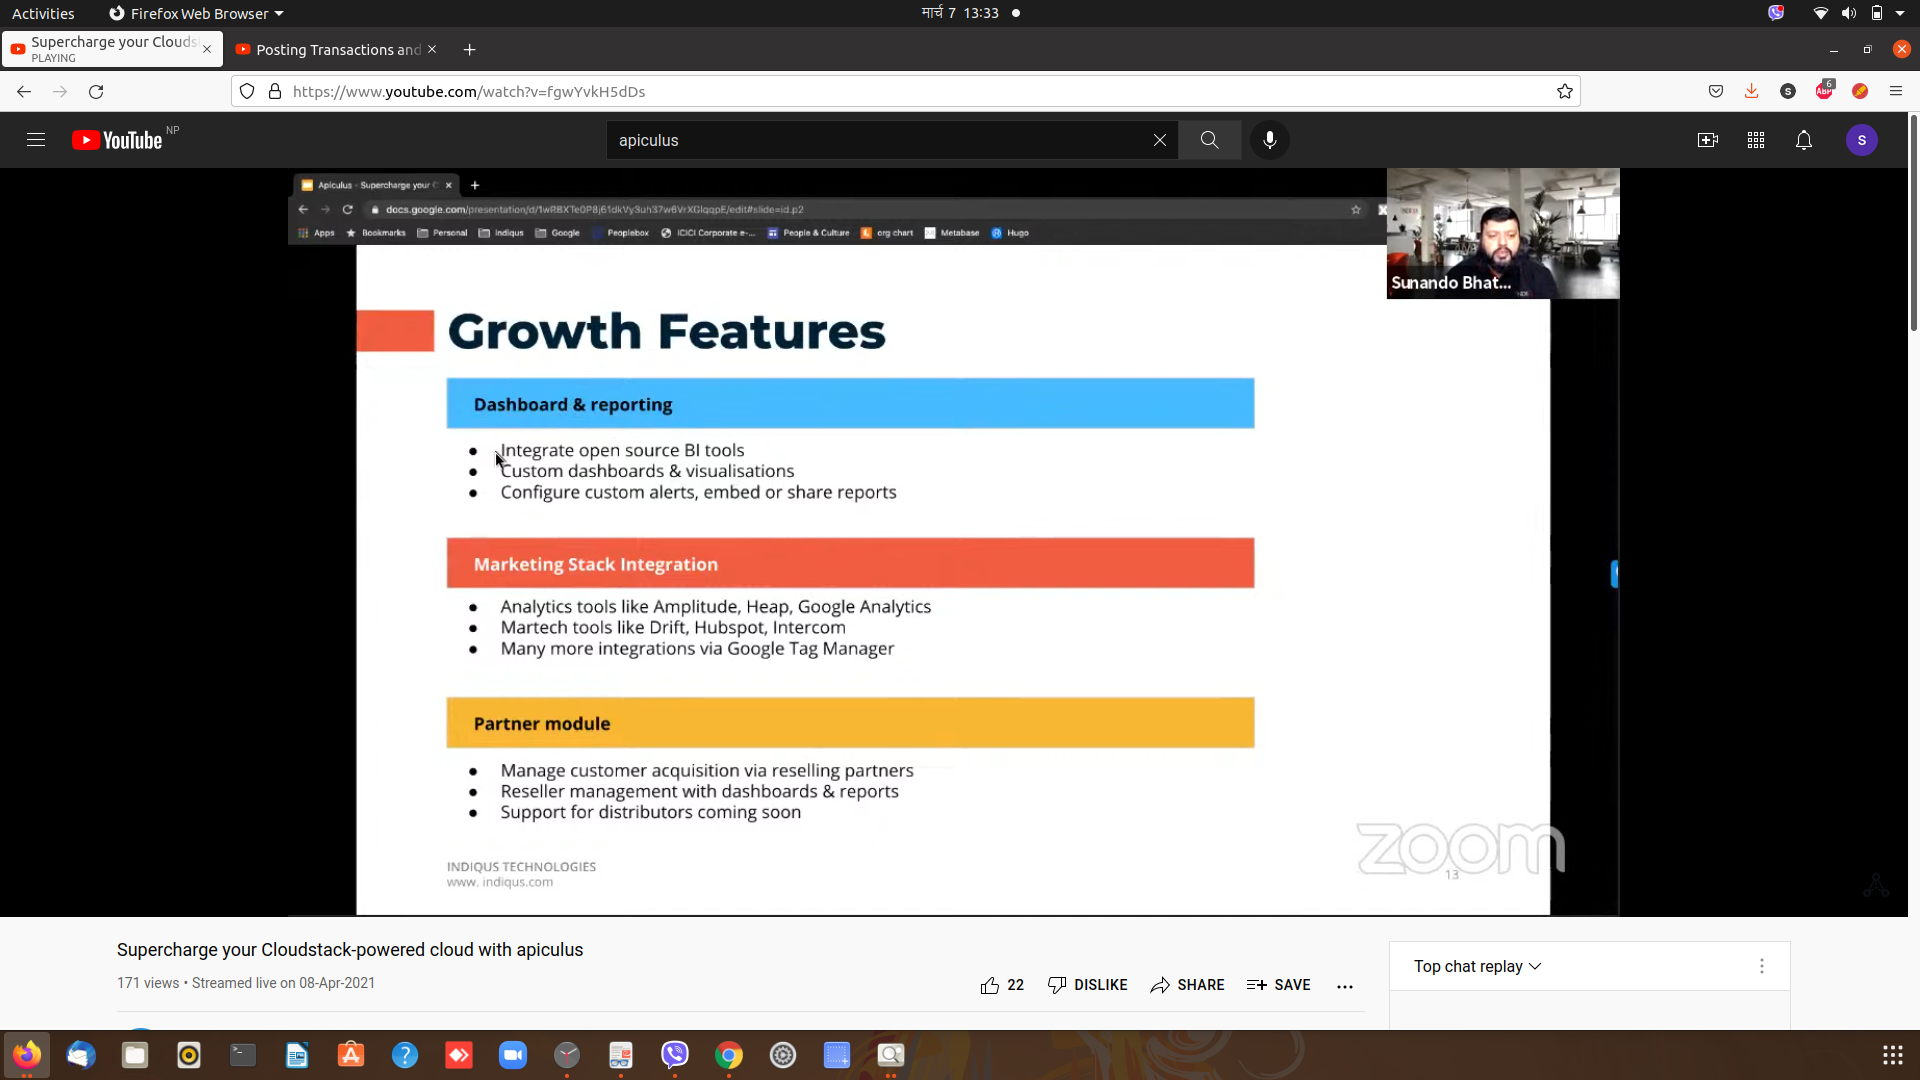 Activities
Firefox Web Browser
मार्च 7 13:33
Supercharge your Clouds
PLAYING
Posting Transactions and
https://www.youtube.com/watch?v=fgwYvkH5dDs
6
ABP
S
YouTube NP
apiculus
S
Apiculus - Supercharge your C
docs.google.com/presentation/d/1wRBXTe0P8j61dkVy3uh37w6VrXGlqqpE/edit#slide=id.p2
Apps Bookmarks Personal Indiqus Google Peoplebox ICICI Corporate e-... People & Culture org chart Metabase Hugo
Sunando Bhat...
Growth Features
Dashboard & reporting
Integrate open source BI tools
Custom dashboards & visualisations
Configure custom alerts, embed or share reports
Marketing Stack Integration
Analytics tools like Amplitude, Heap, Google Analytics
Martech tools like Drift, Hubspot, Intercom
Many more integrations via Google Tag Manager
Partner module
Manage customer acquisition via reselling partners
Reseller management with dashboards & reports
Support for distributors coming soon
INDIQUS TECHNOLOGIES
www. indiqus.com
zoom
13
Supercharge your Cloudstack-powered cloud with apiculus
171 views • Streamed live on 08-Apr-2021
22 DISLIKE SHARE SAVE
Top chat replay